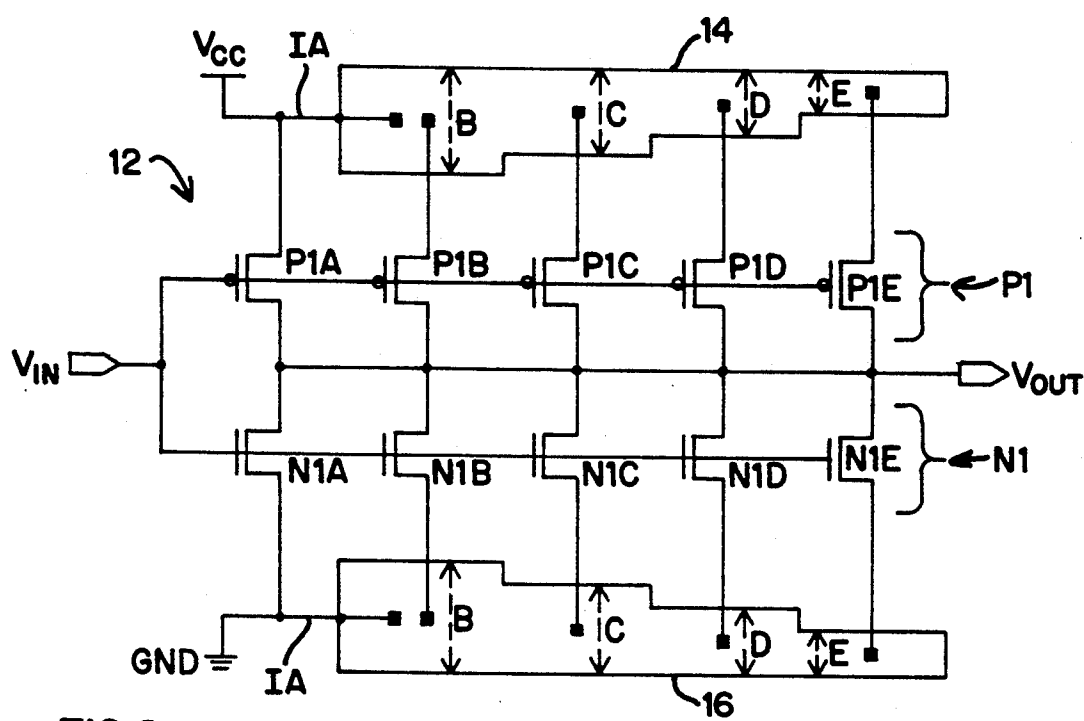 VCC
IA
14
B
C
D
E
12
P1A
P1B
P1C
P1D
P1E
P1
VIN
VOUT
N1A
N1B
N1C
N1D
N1E
N1
B
C
D
E
GND
IA
16